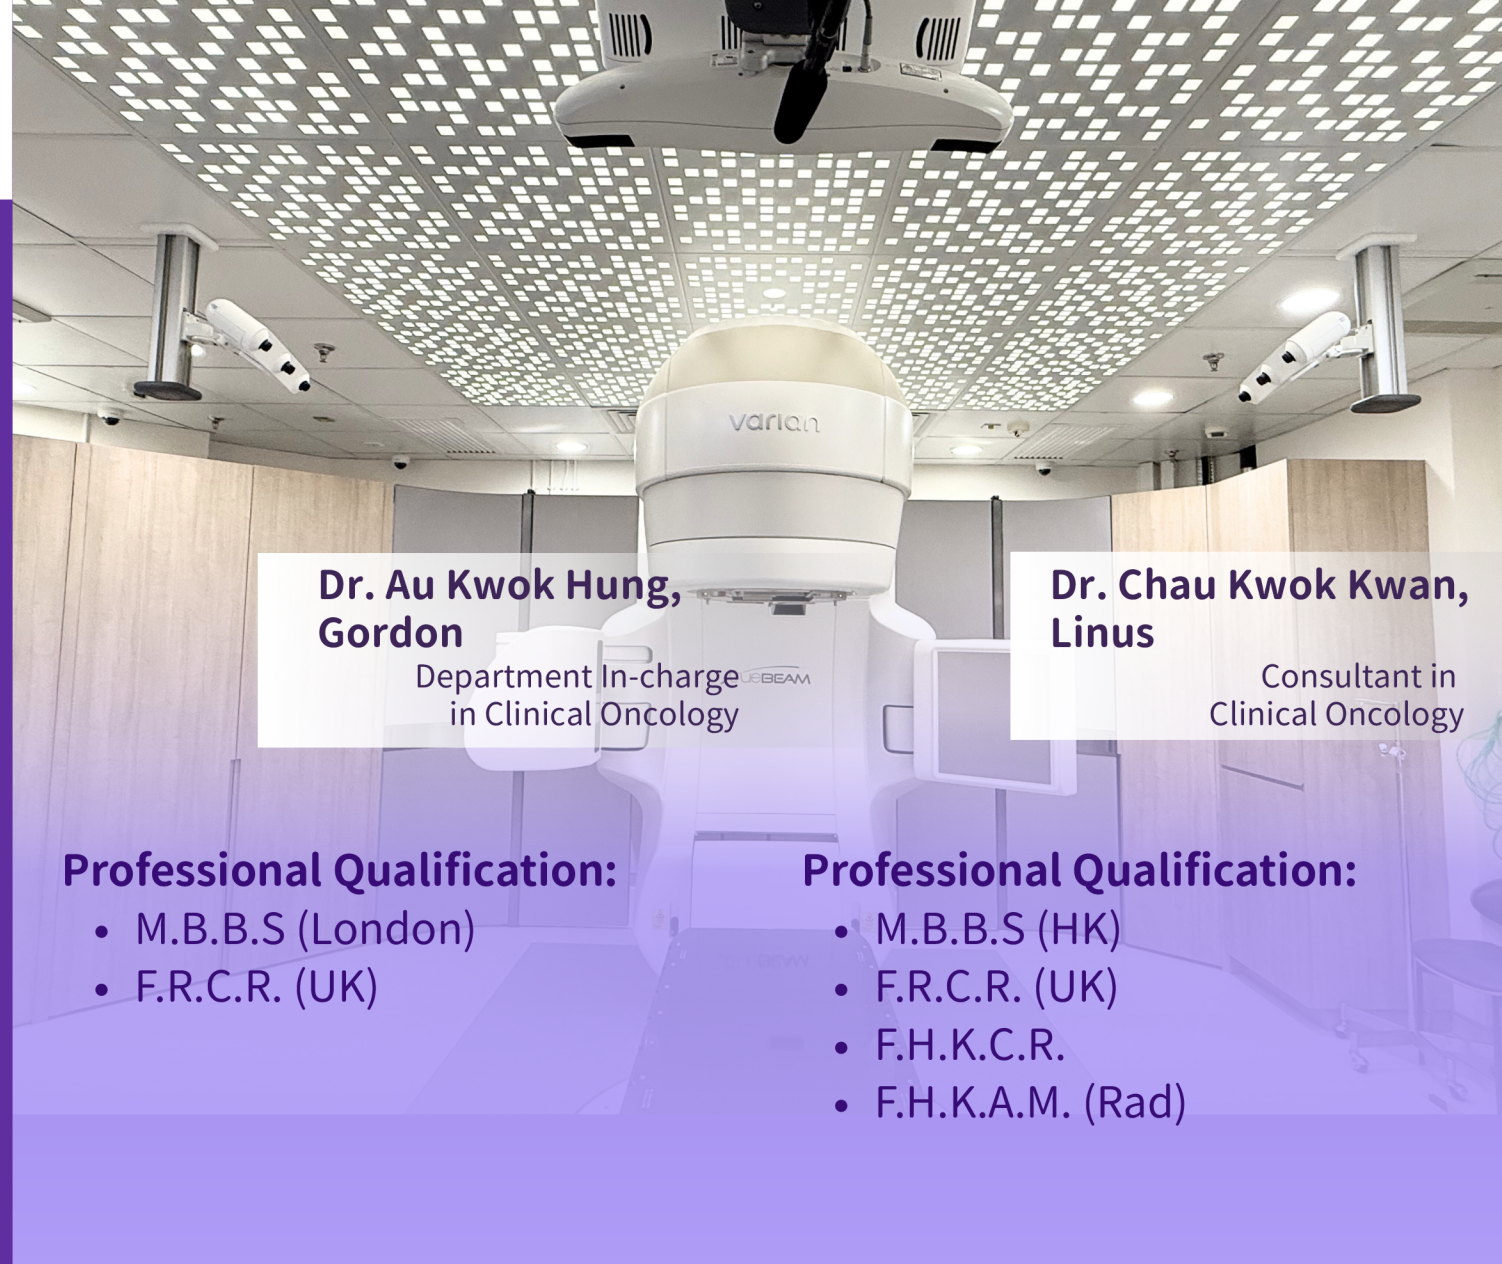 varian
Dr. Au Kwok Hung,
Gordon
Department In-charge
in Clinical Oncology
BEAM
Dr. Chau Kwok Kwan,
Linus
Consultant in
Clinical Oncology
Professional Qualification:
• M.B.B.S (London)
• F.R.C.R. (UK)
Professional Qualification:
• M.B.B.S (HK)
• F.R.C.R. (UK)
• F.H.K.C.R.
• F.H.K.A.M. (Rad)